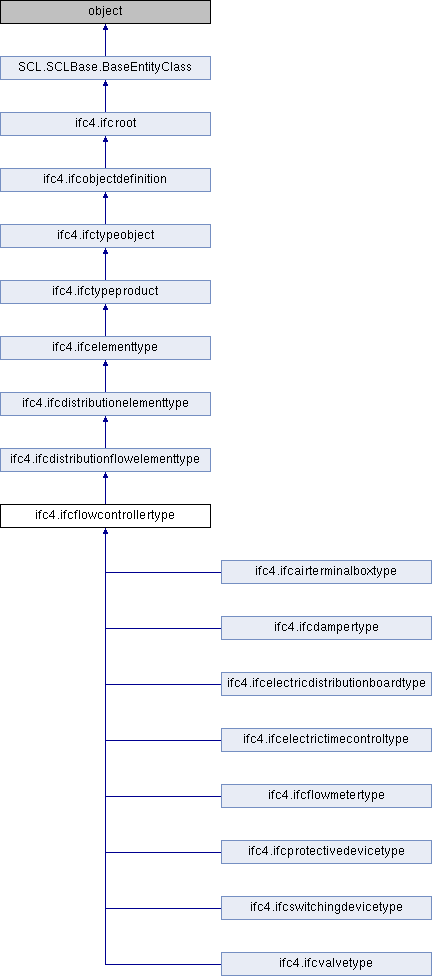 object
SCL.SCLBase.BaseEntityClass
ifc4.ifcroot
ifc4.ifcobjectdefinition
ifc4.ifctypeobject
ifc4.ifctypeproduct
ifc4.ifcelementtype
ifc4.ifcdistributionelementtype
ifc4.ifcdistributionflowelementtype
ifc4.ifcflowcontrollertype
ifc4.ifcairterminalboxtype
ifc4.ifcdampertype
ifc4.ifcelectricdistributionboardtype
ifc4.ifcelectrictimecontroltype
ifc4.ifcflowmetertype
ifc4.ifcprotectivedevicetype
ifc4.ifcswitchingdevicetype
ifc4.ifcvalvetype